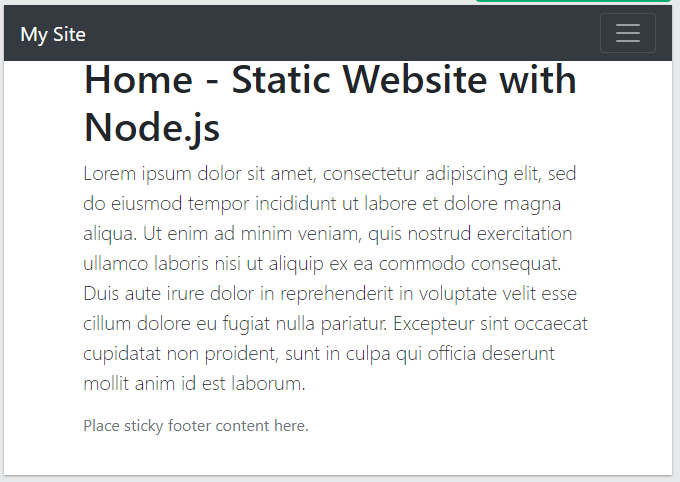 My Site
Home - Static Website with
Node.js
Lorem ipsum dolor sit amet, consectetur adipiscing elit, sed
do eiusmod tempor incididunt ut labore et dolore magna
aliqua. Ut enim ad minim veniam, quis nostrud exercitation
ullamco laboris nisi ut aliquip ex ea commodo consequat.
Duis aute irure dolor in reprehenderit in voluptate velit esse
cillum dolore eu fugiat nulla pariatur. Excepteur sint occaecat
cupidatat non proident, sunt in culpa qui officia deserunt
mollit anim id est laborum.
Place sticky footer content here.